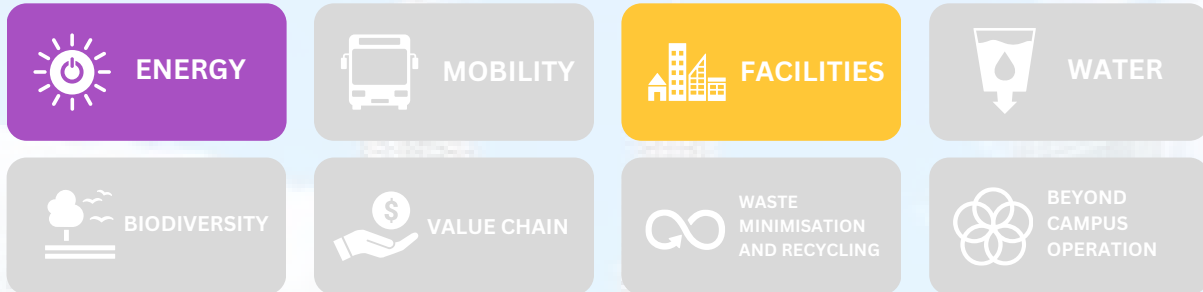 ENERGY
MOBILITY
FACILITIES
WATER
BIODIVERSITY
$
VALUE CHAIN
WASTE
MINIMISATION
AND RECYCLING
BEYOND
CAMPUS
OPERATION